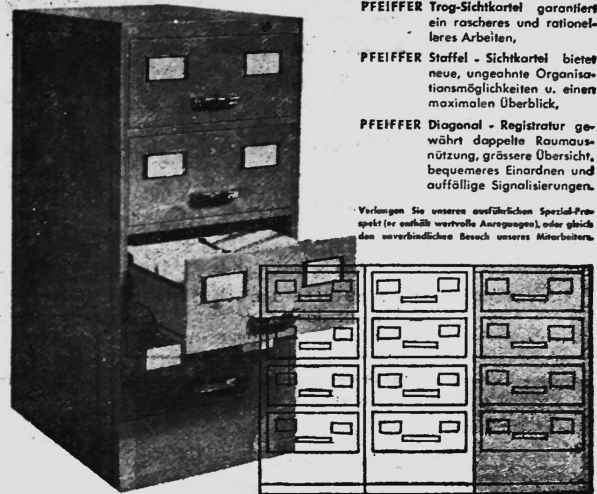 PFEIFFER Trog-Sichtkartei garantiert
ein rascheres und rationel-
leres Arbeiten,
PFEIFFER Staffel - Sichtkartei bietet
neue, ungeahnte Organisa-
tionsmöglichkeiten u. einen
maximalen Überblick,
PFEIFFER Diagonal - Registratur ge-
währt doppelte Raumaus-
nützung, grössere Übersicht,
bequemeres Einordnen und
auffällige Signalisierungen.
Verlangen Sie unseren ausführlichen Spezial-Pro-
spekt (er enthält wertvolle Anregungen), oder gleich
den unverbindlichen Besuch unseres Mitarbeiters.